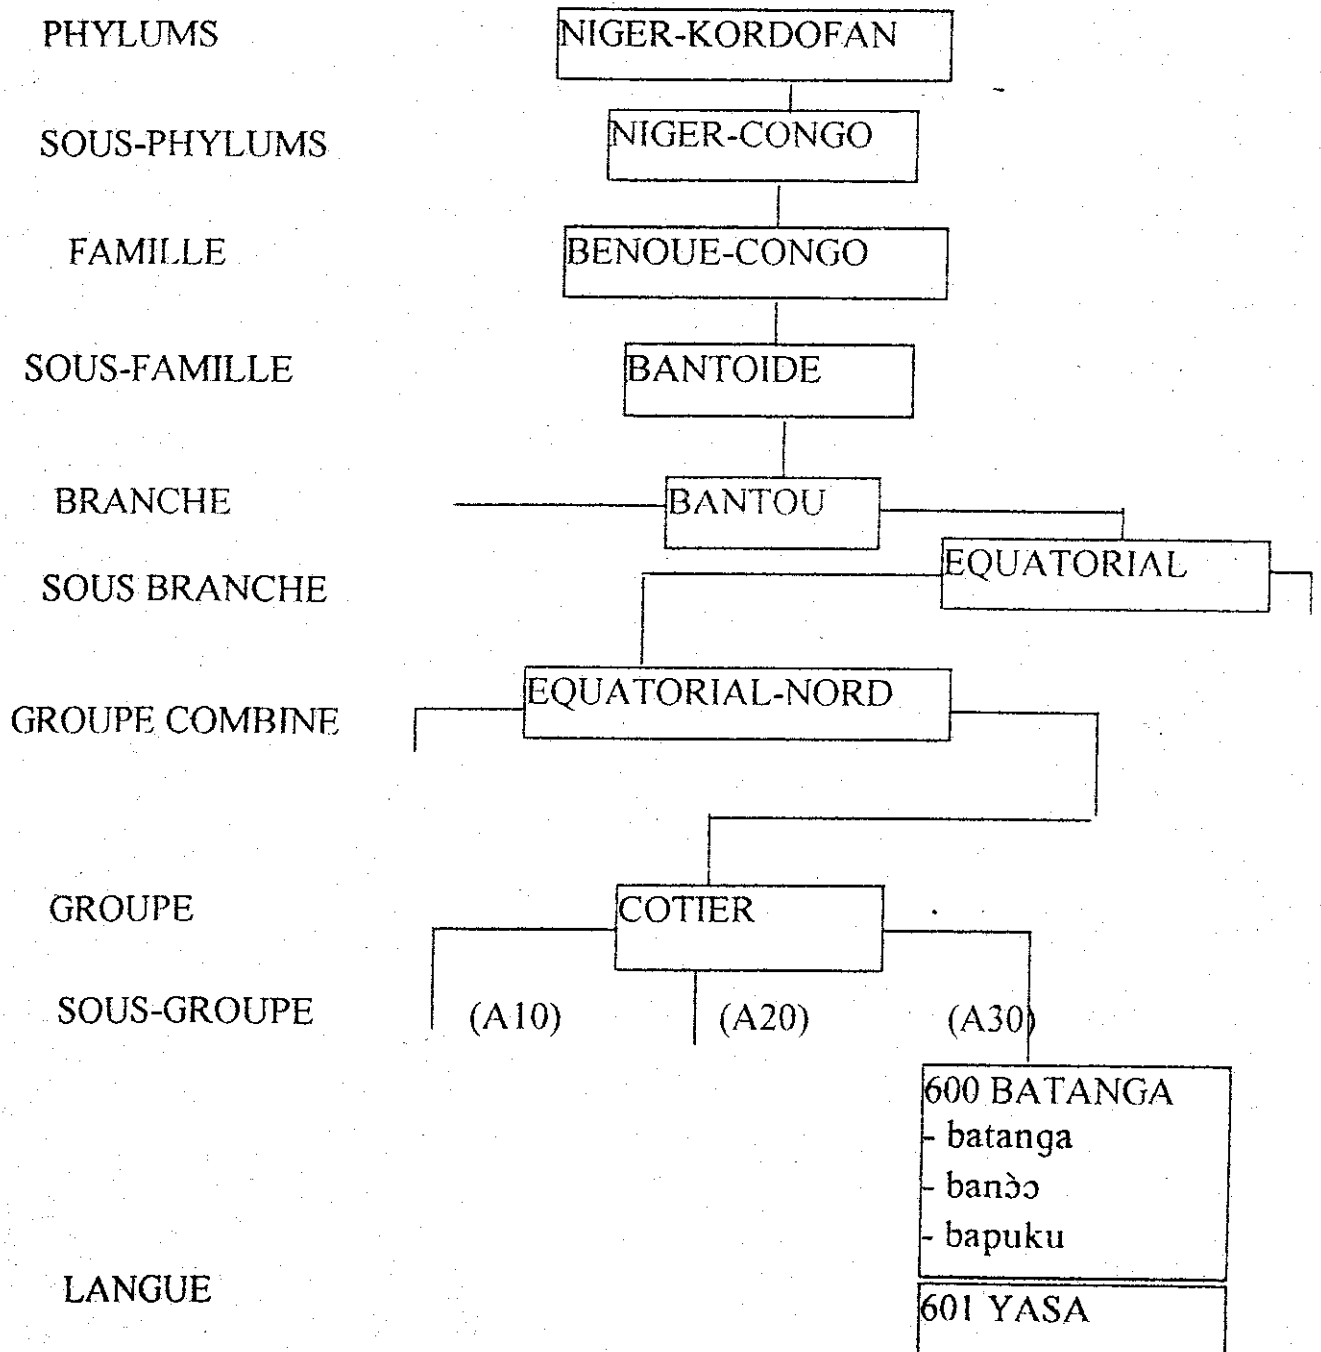 PHYLUMS NIGER-KORDOFAN
SOUS-PHYLUMS NIGER-CONGO
FAMILLE BENOUE-CONGO
SOUS-FAMILLE BANTOIDE
BRANCHE BANTOU
SOUS BRANCHE EQUATORIAL
GROUPE COMBINE EQUATORIAL-NORD
GROUPE COTIER
SOUS-GROUPE (A10) (A20) (A30)
600 BATANGA
- batanga
- banɔ̀ɔ
- bapuku
LANGUE 601 YASA